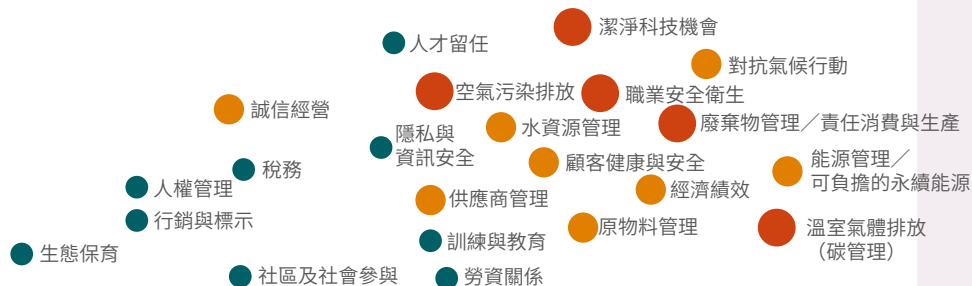 潔淨科技機會
人才留任
對抗氣候行動
空氣污染排放
職業安全衛生
誠信經營
廢棄物管理／責任消費與生產
水資源管理
隱私與
資訊安全
顧客健康與安全
能源管理／
可負擔的永續能源
稅務
人權管理
經濟績效
供應商管理
行銷與標示
原物料管理
溫室氣體排放
（碳管理）
訓練與教育
生態保育
社區及社會參與
勞資關係